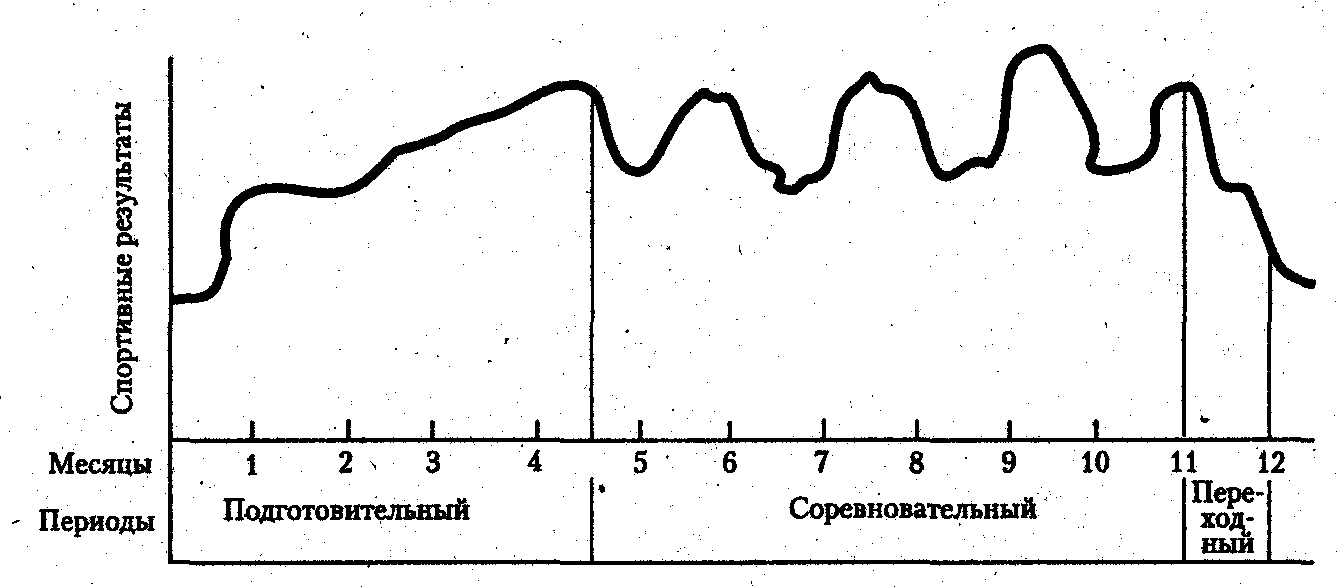 Спортивные результаты
Месяцы 1 2 3 4 5 6 7 8 9 10 11 12
Периоды Подготовительный Соревновательный Пере-
ход-
ный